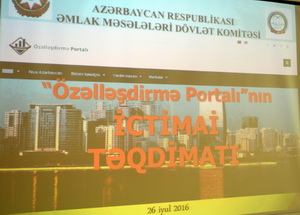 AZƏRBAYCAN RESPUBLİKASI
ƏMLAK MƏSƏLƏLƏRİ DÖVLƏT KOMİTƏSİ
Özəlləşdirmə Portalı
"Özəlləşdirmə Portalı"nın
İCTİMAİ
TƏQDİMATI
26 iyul 2016